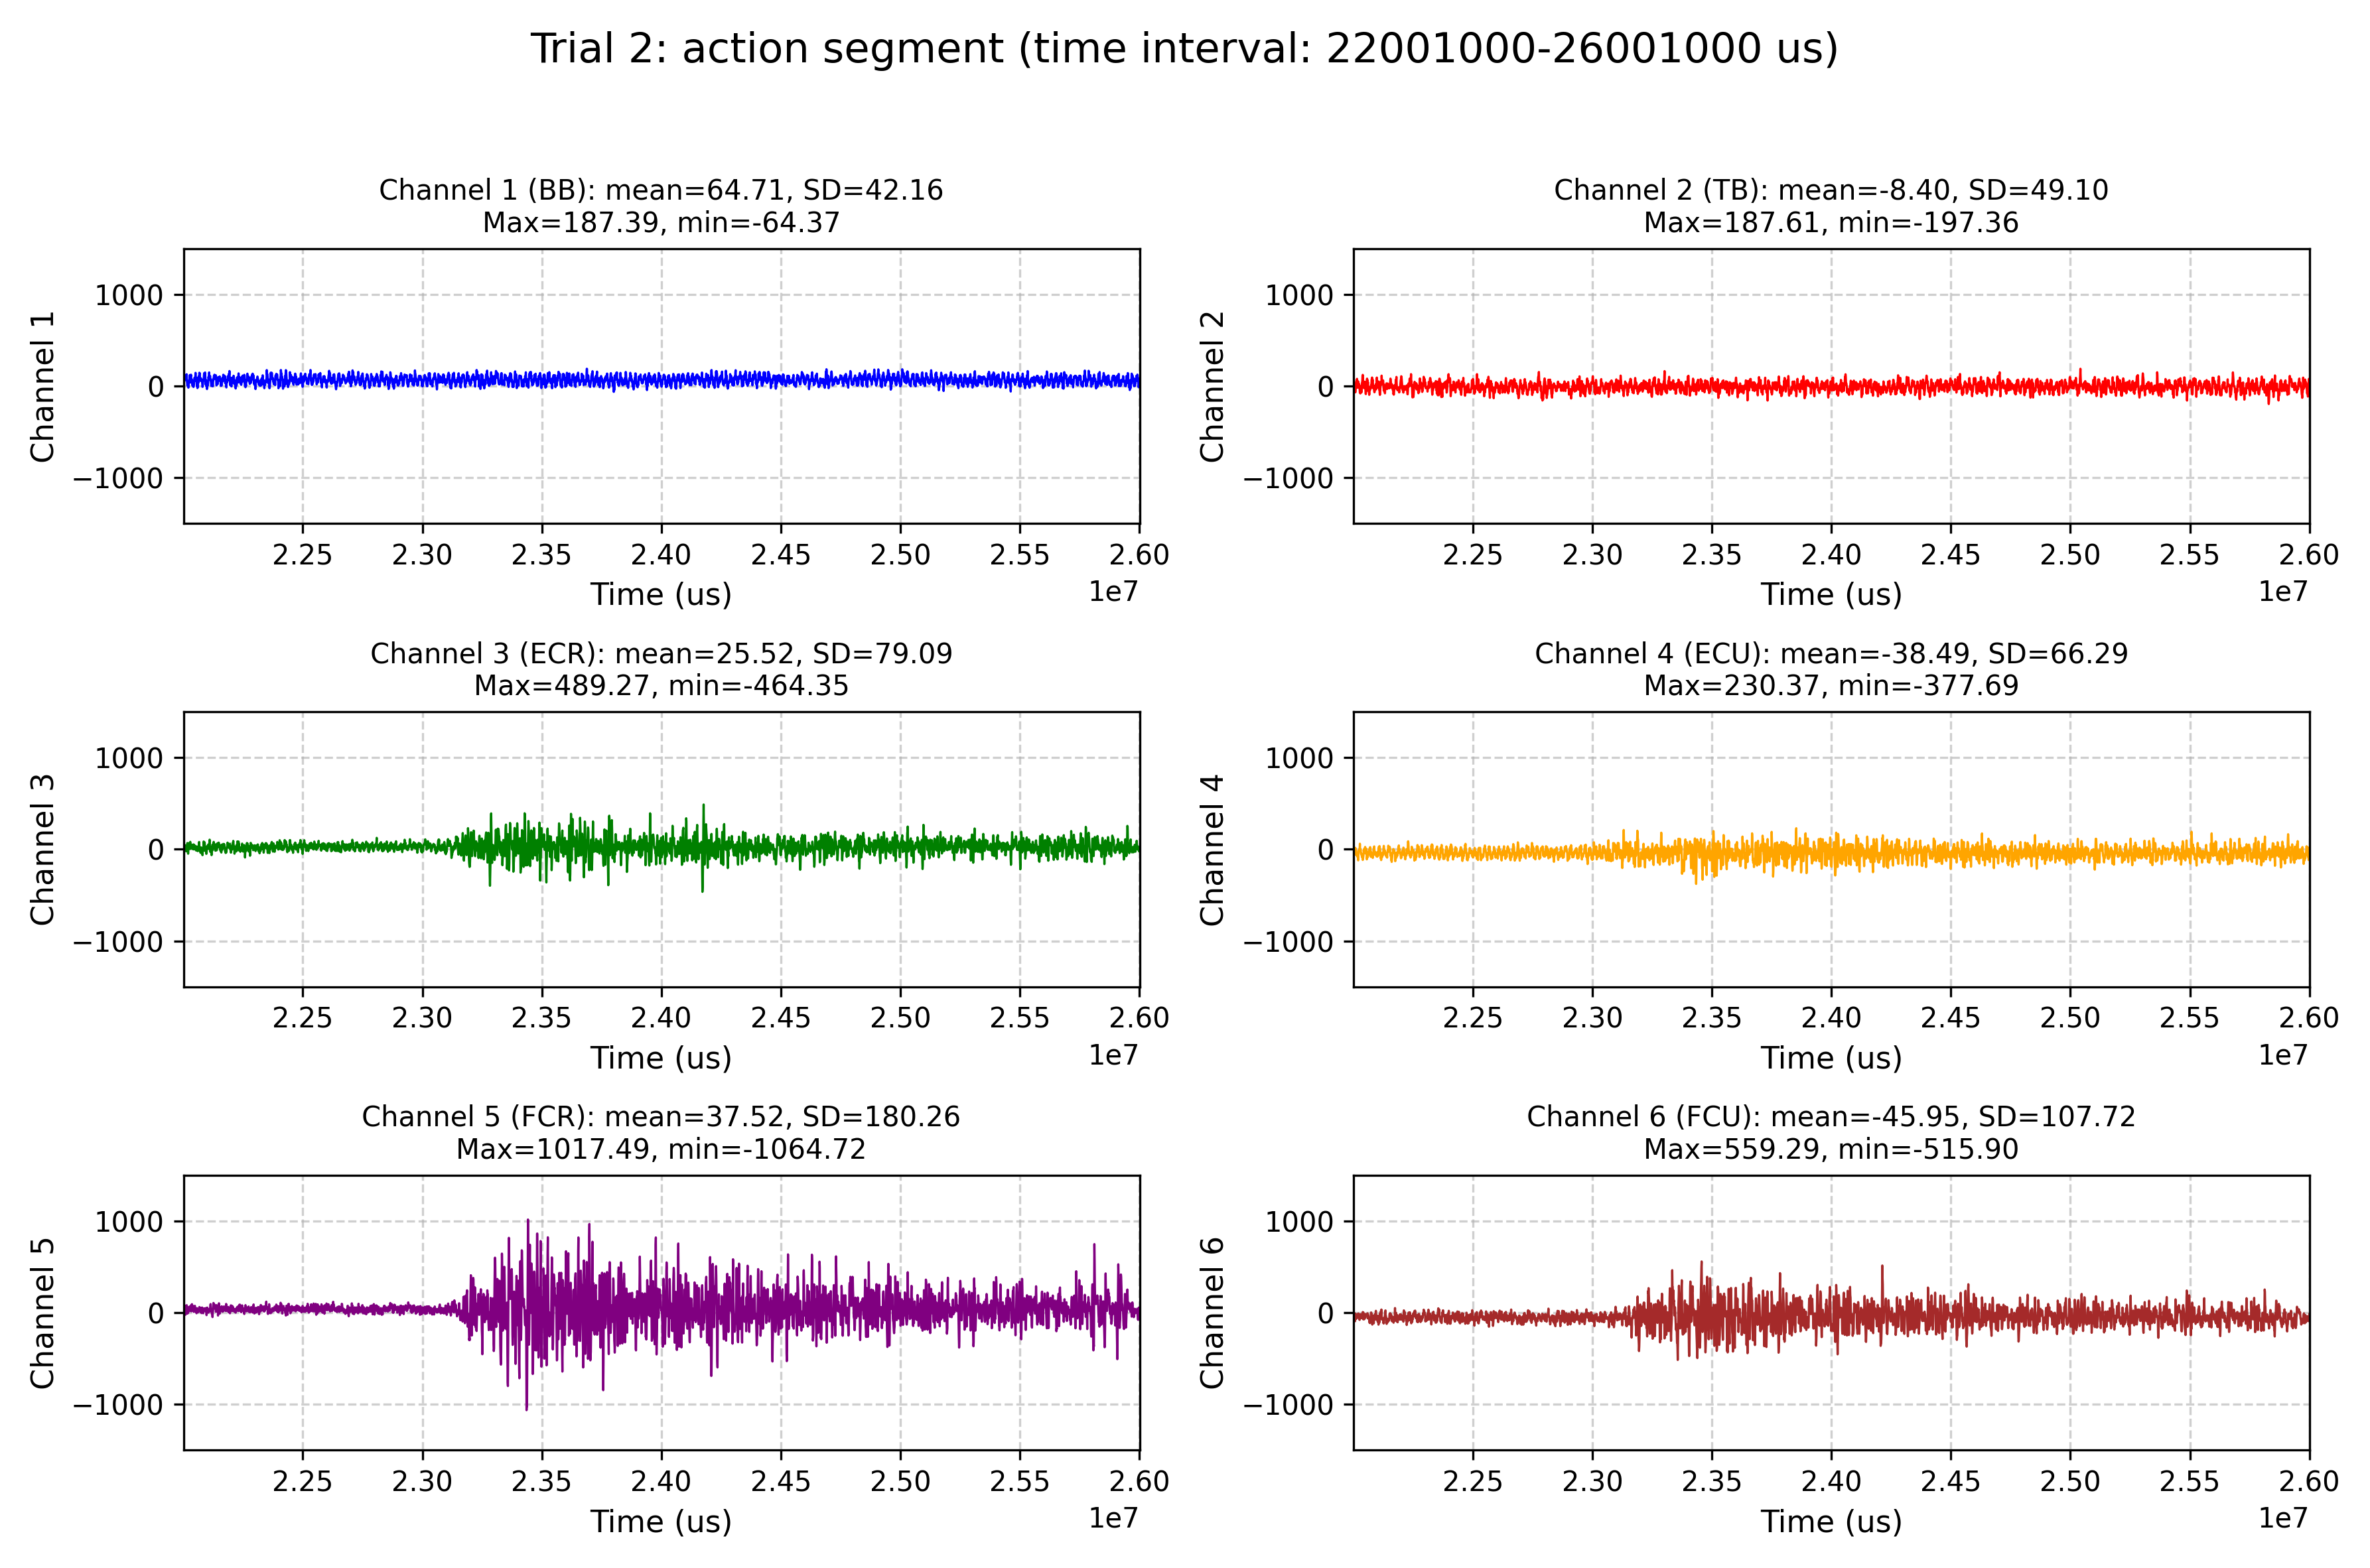 Trial 2: action segment (time interval: 22001000-26001000 us)
Channel 1 (BB): mean=64.71, SD=42.16
Max=187.39, min=-64.37
Channel 1
1000
0
−1000
2.25 2.30 2.35 2.40 2.45 2.50 2.55 2.60
Time (us)
1e7
Channel 2 (TB): mean=-8.40, SD=49.10
Max=187.61, min=-197.36
Channel 2
1000
0
−1000
2.25 2.30 2.35 2.40 2.45 2.50 2.55 2.60
Time (us)
1e7
Channel 3 (ECR): mean=25.52, SD=79.09
Max=489.27, min=-464.35
Channel 3
1000
0
−1000
2.25 2.30 2.35 2.40 2.45 2.50 2.55 2.60
Time (us)
1e7
Channel 4 (ECU): mean=-38.49, SD=66.29
Max=230.37, min=-377.69
Channel 4
1000
0
−1000
2.25 2.30 2.35 2.40 2.45 2.50 2.55 2.60
Time (us)
1e7
Channel 5 (FCR): mean=37.52, SD=180.26
Max=1017.49, min=-1064.72
Channel 5
1000
0
−1000
2.25 2.30 2.35 2.40 2.45 2.50 2.55 2.60
Time (us)
1e7
Channel 6 (FCU): mean=-45.95, SD=107.72
Max=559.29, min=-515.90
Channel 6
1000
0
−1000
2.25 2.30 2.35 2.40 2.45 2.50 2.55 2.60
Time (us)
1e7